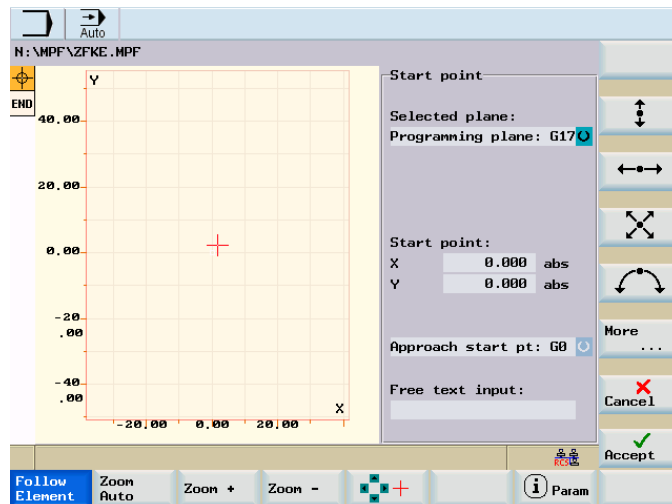 Auto
N:\MPF\ZFKE.MPF
END
Y
40.00
20.00
0.00
-20
.00
-40
.00
-20.00 0.00 20.00
X
Start point
Selected plane:
Programming plane: G17
Start point:
X 0.000 abs
Y 0.000 abs
Approach start pt: G0
Free text input:
More
...
Cancel
Accept
Follow
Element
Zoom
Auto
Zoom +
Zoom -
i Param